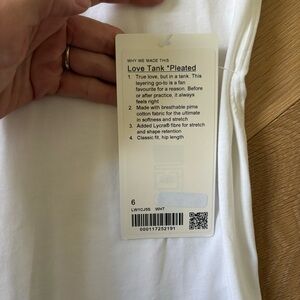 WHY WE MADE THIS
Love Tank *Pleated
1. True love, but in a tank. This
layering go-to is a fan
favourite for a reason. Before
or after practice, it always
feels right
2. Made with breathable pima
cotton fabric for the ultimate
in softness and stretch
3. Added Lycra® fibre for stretch
and shape retention
4. Classic fit, hip length
6
WHT
000117252191